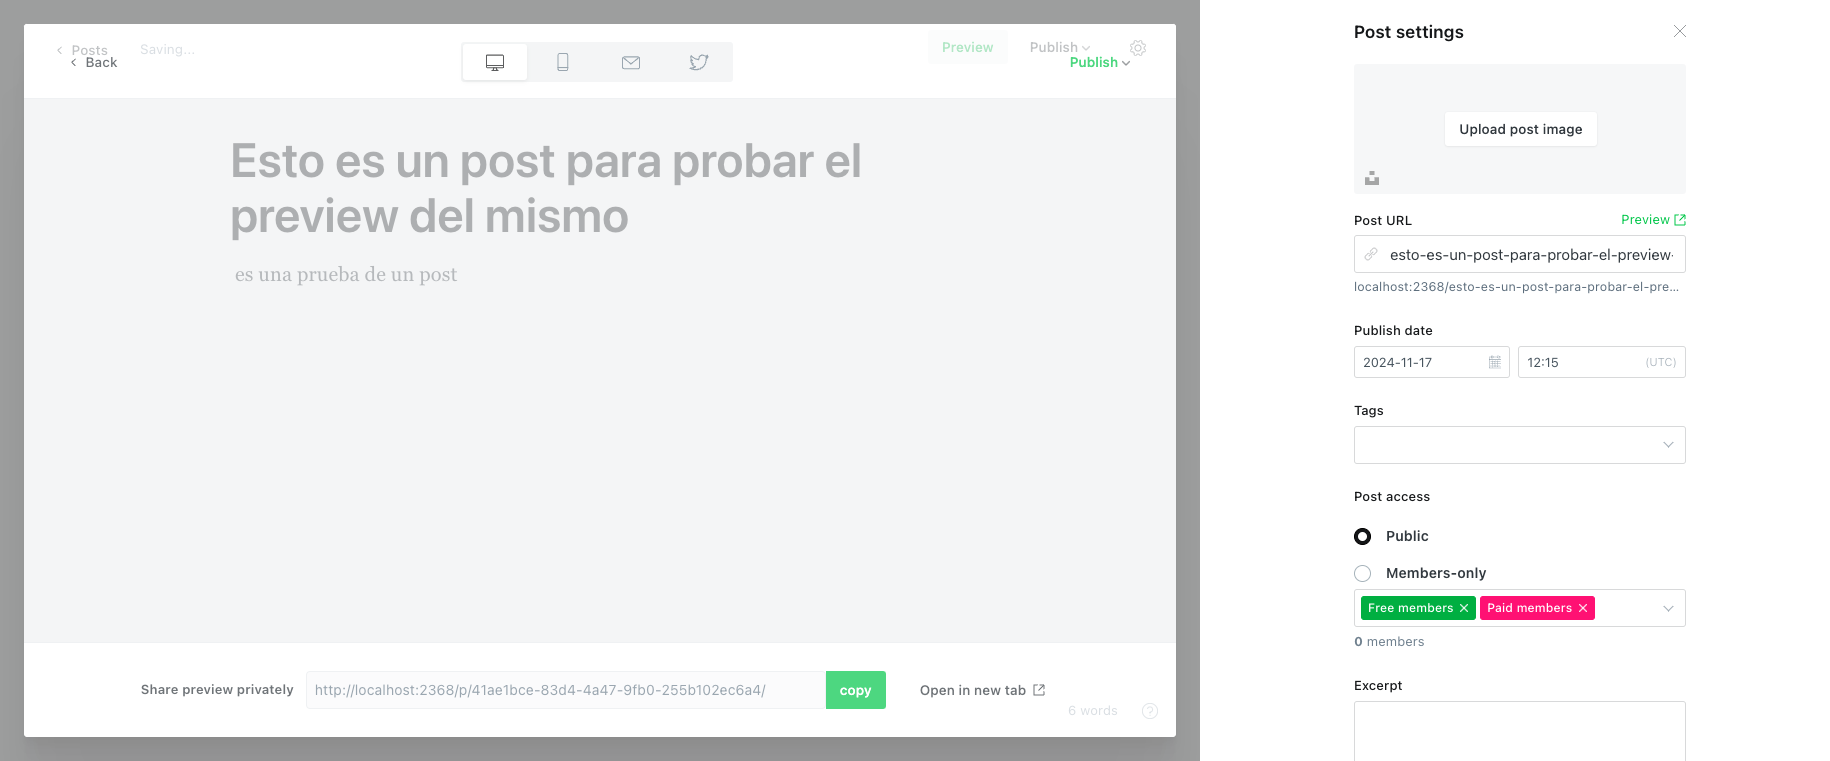 Posts
Saving...
Back
Preview
Publish
Publish
Esto es un post para probar el
preview del mismo
es una prueba de un post
Share preview privately
http://localhost:2368/p/41ae1bce-83d4-4a47-9fb0-255b102ec6a4/
copy
Open in new tab
6 words
?
Post settings
Upload post image
Post URL
Preview
esto-es-un-post-para-probar-el-preview-
localhost:2368/esto-es-un-post-para-probar-el-pre...
Publish date
2024-11-17
12:15
(UTC)
Tags
Post access
Public
Members-only
Free members
Paid members
0 members
Excerpt